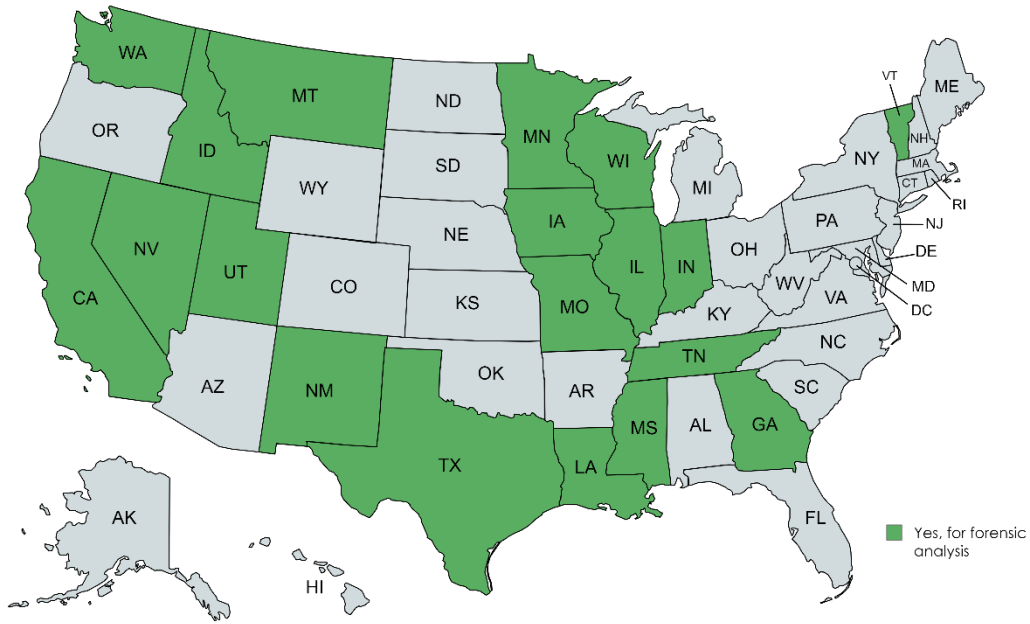 WA
MT
ND
MN
VT
ME
OR
ID
SD
WI
NY
NH
MA
WY
MI
CT
RI
IA
PA
NJ
NE
NV
OH
DE
UT
IL
IN
CA
CO
WV
MD
KS
MO
VA
DC
KY
NC
TN
AZ
NM
OK
AR
SC
MS
AL
GA
TX
LA
AK
FL
HI
Yes, for forensic
analysis